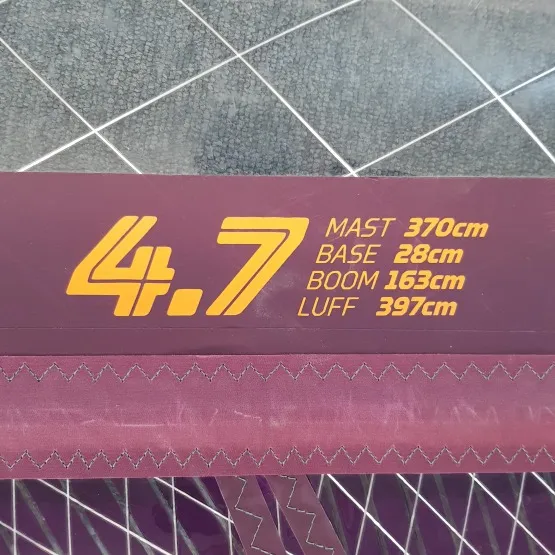 4.7
MAST 370cm
BASE 28cm
BOOM 163cm
LUFF 397cm